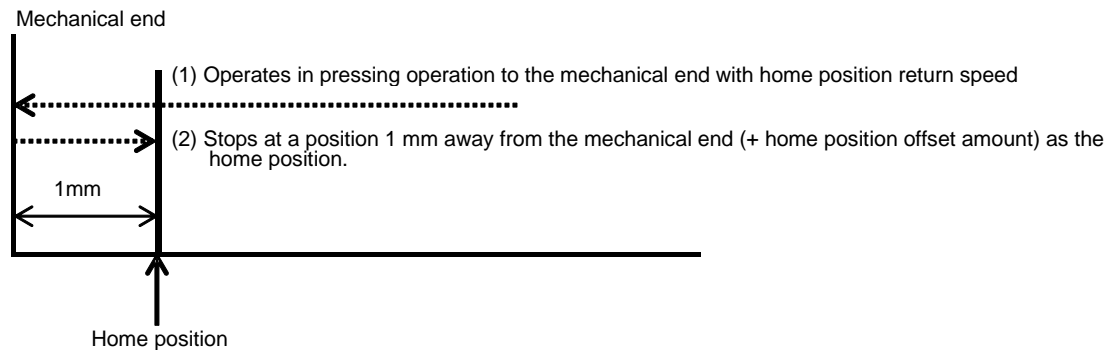 Mechanical end
(1) Operates in pressing operation to the mechanical end with home position return speed
(2) Stops at a position 1 mm away from the mechanical end (+ home position offset amount) as the
home position.
1mm
Home position